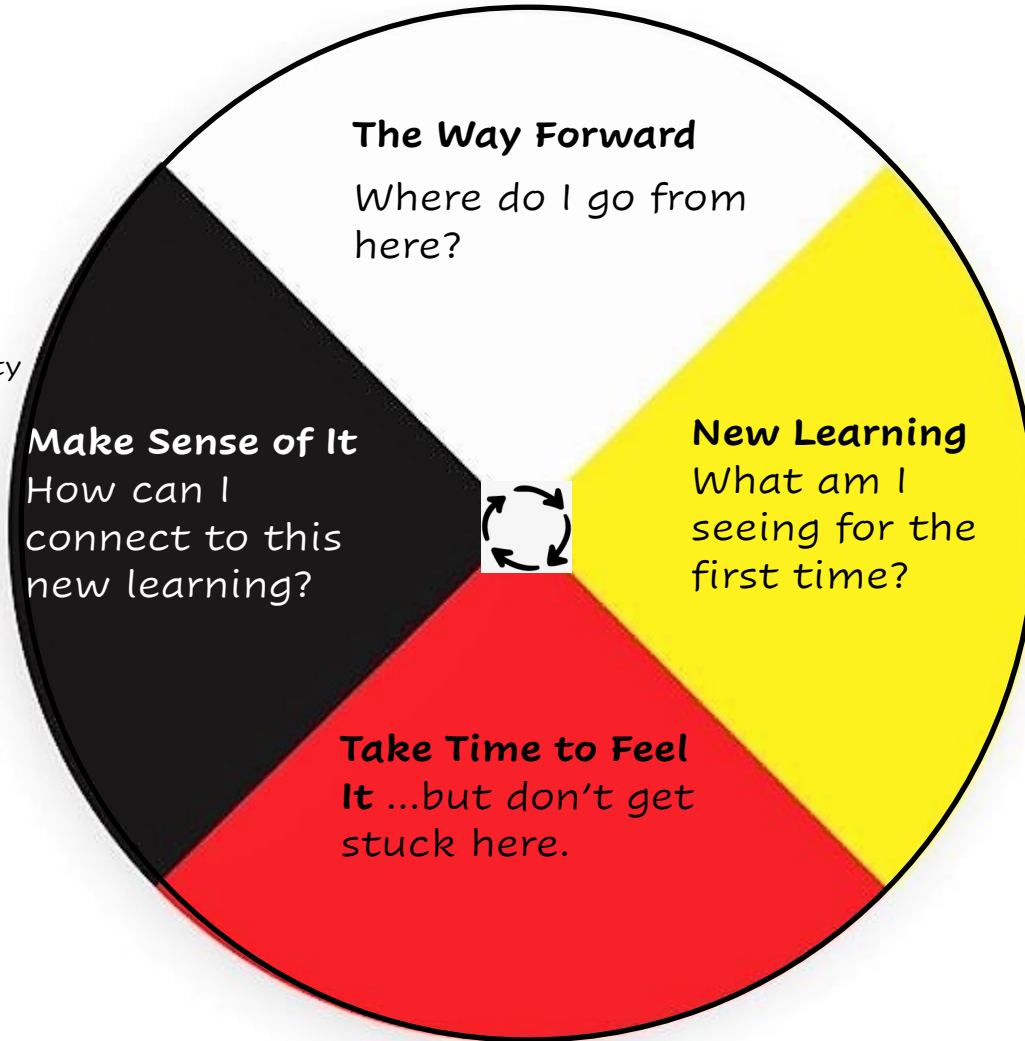 The Way Forward
Where do I go from
here?
Make Sense of It
How can I
connect to this
new learning?
New Learning
What am I
seeing for the
first time?
Take Time to Feel
It ...but don't get
stuck here.